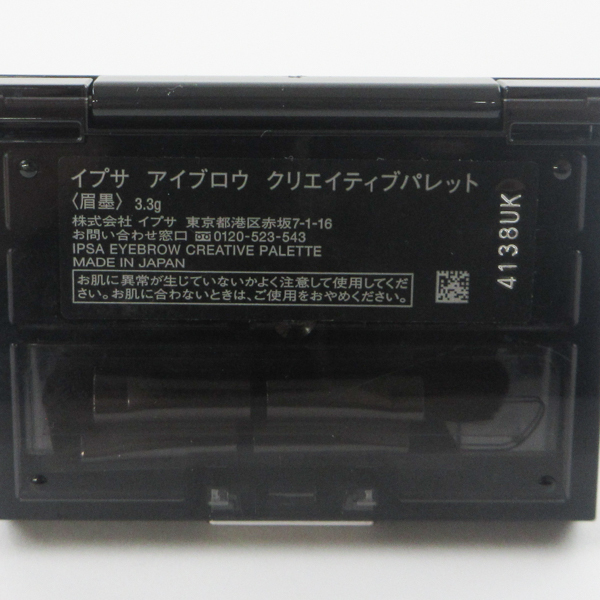 イプサ アイブロウ クリエイティブパレット
〈眉墨〉 3.3g
株式会社 イプサ 東京都港区赤坂7-1-16
お問い合わせ窓口 0120-523-543
IPSA EYEBROW CREATIVE PALETTE
MADE IN JAPAN
お肌に異常が生じていないかよく注意して使用してくだ
さい。お肌に合わないときは、ご使用をおやめください。
4138UK